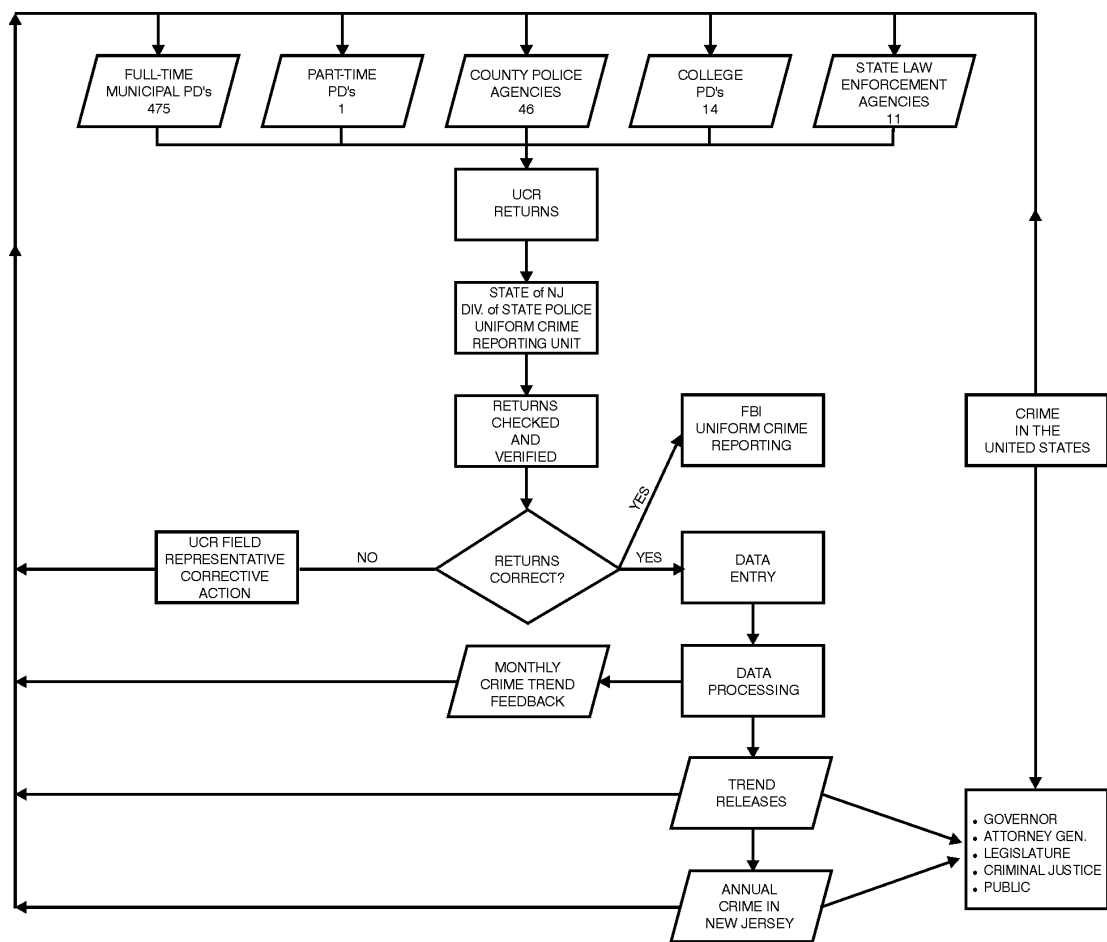 FULL-TIME
MUNICIPAL PD's
475
PART-TIME
PD's
1
COUNTY POLICE
AGENCIES
46
COLLEGE
PD's
14
STATE LAW
ENFORCEMENT
AGENCIES
11
UCR
RETURNS
STATE of NJ
DIV. of STATE POLICE
UNIFORM CRIME
REPORTING UNIT
RETURNS
CHECKED
AND
VERIFIED
FBI
UNIFORM CRIME
REPORTING
CRIME
IN THE
UNITED STATES
YES
UCR FIELD
REPRESENTATIVE
CORRECTIVE
ACTION
NO
RETURNS
CORRECT?
YES
DATA
ENTRY
MONTHLY
CRIME TREND
FEEDBACK
DATA
PROCESSING
TREND
RELEASES
• GOVERNOR
• ATTORNEY GEN.
• LEGISLATURE
• CRIMINAL JUSTICE
• PUBLIC
ANNUAL
CRIME IN
NEW JERSEY